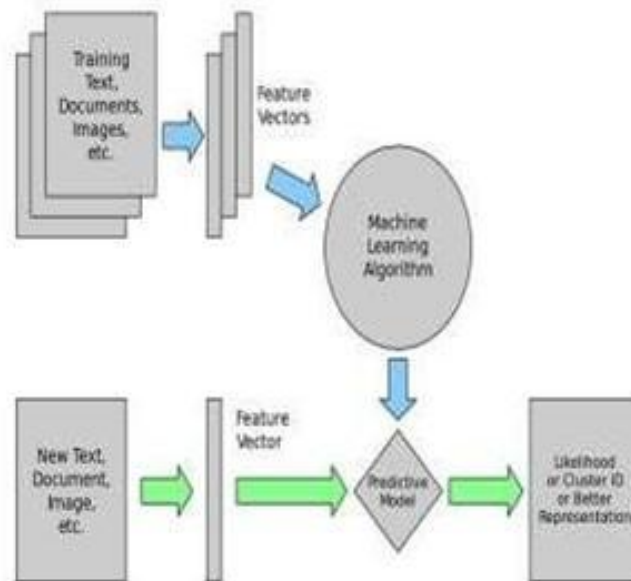 Training
Text,
Documents,
Images,
etc.
Feature
Vectors
Machine
Learning
Algorithm
New Text,
Document,
Image,
etc.
Feature
Vector
Predictive
Model
Likelihood
or Cluster ID
or Better
Representation